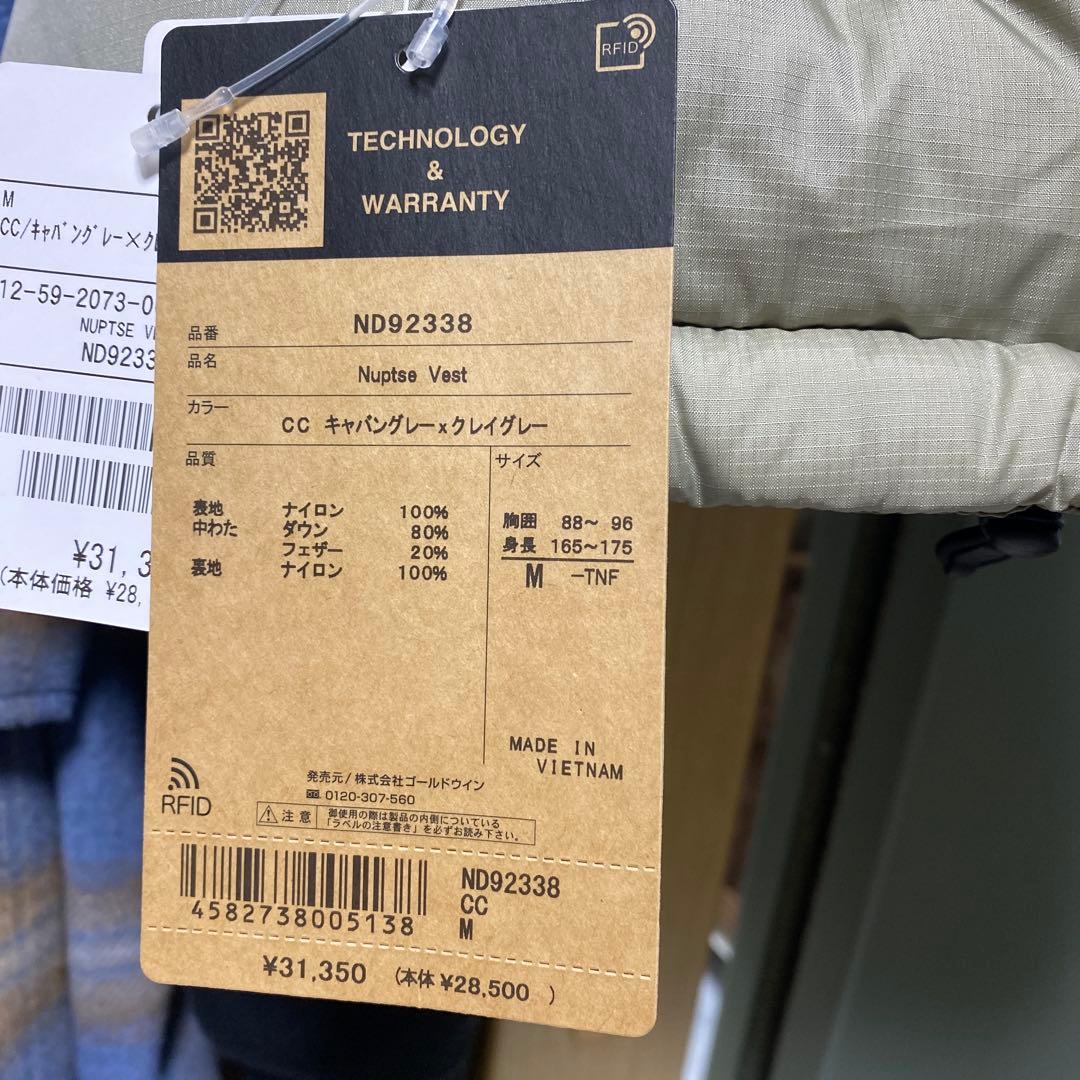 M
CC/キャバングレー×ク
12-59-2073-0
NUPTSE
ND9233
¥31,3
(本体価格 ¥28,
RFID
TECHNOLOGY
&
WARRANTY
品番 ND92338
品名 Nuptse Vest
カラー CC キャバングレーxクレイグレー
品質
表地 ナイロン 100%
中わた ダウン 80%
フェザー 20%
裏地 ナイロン 100%
サイズ
胸囲 88～ 96
身長 165～175
M -TNF
MADE IN
VIETNAM
RFID
発売元/株式会社ゴールドウイン
0120-307-560
注意 御使用の際は製品の内側についている
「ラベルの注意書き」を必ずお読み下さい。
4582738005138
ND92338
CC
M
¥31,350 (本体 ¥28,500 )